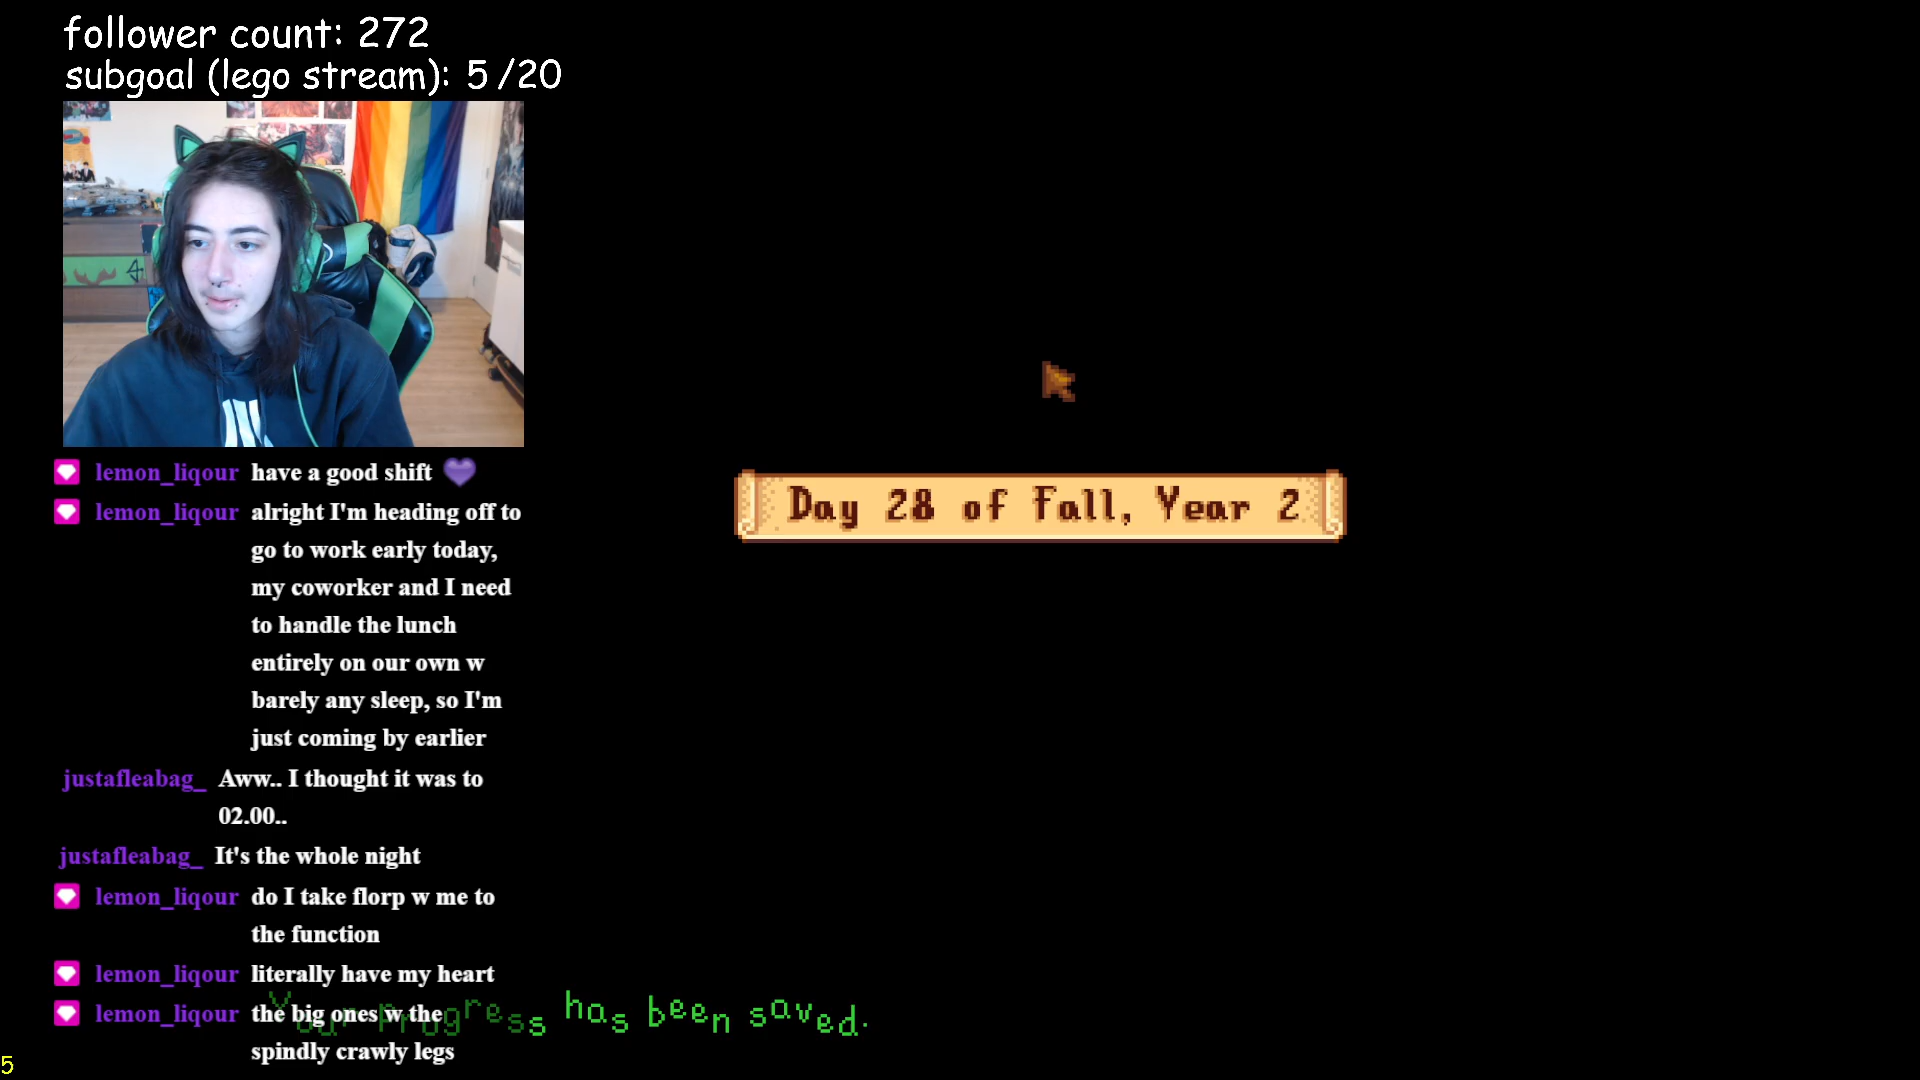 follower count: 272
subgoal (lego stream): 5 /20
Day 28 of Fall, Year 2
lemon_liqour have a good shift
lemon_liqour alright I'm heading off to
go to work early today,
my coworker and I need
to handle the lunch
entirely on our own w
barely any sleep, so I'm
just coming by earlier
justafleabag_ Aww.. I thought it was to
02.00..
justafleabag_ It's the whole night
lemon_liqour do I take florp w me to
the function
lemon_liqour literally have my heart
lemon_liqour the big ones w the
spindly crawly legs
Your progress has been saved.
5